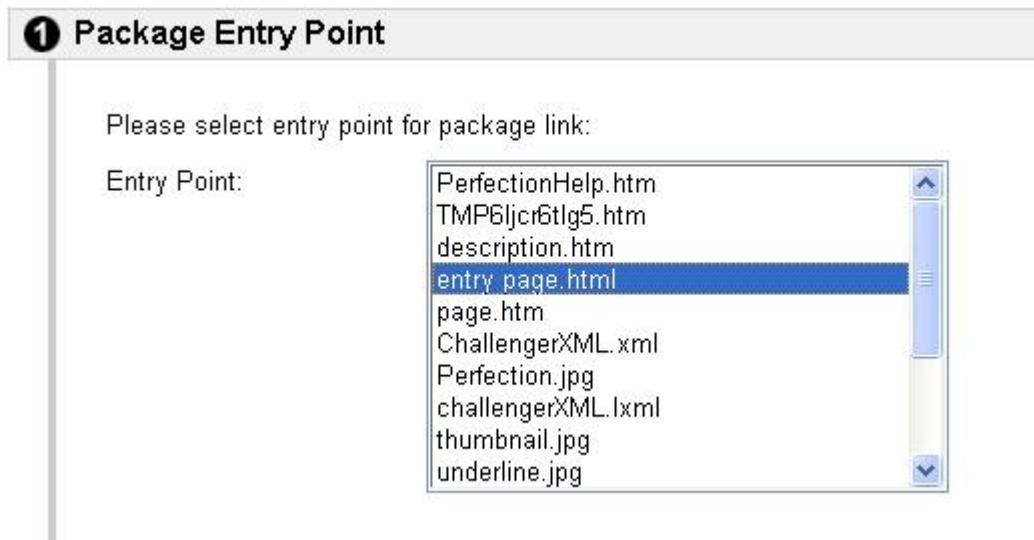 1 Package Entry Point
Please select entry point for package link:
Entry Point:
PerfectionHelp.htm
TMP6ljcr6tlg5.htm
description.htm
entry page.html
page.htm
ChallengerXML.xml
Perfection.jpg
challengerXML.lxml
thumbnail.jpg
underline.jpg